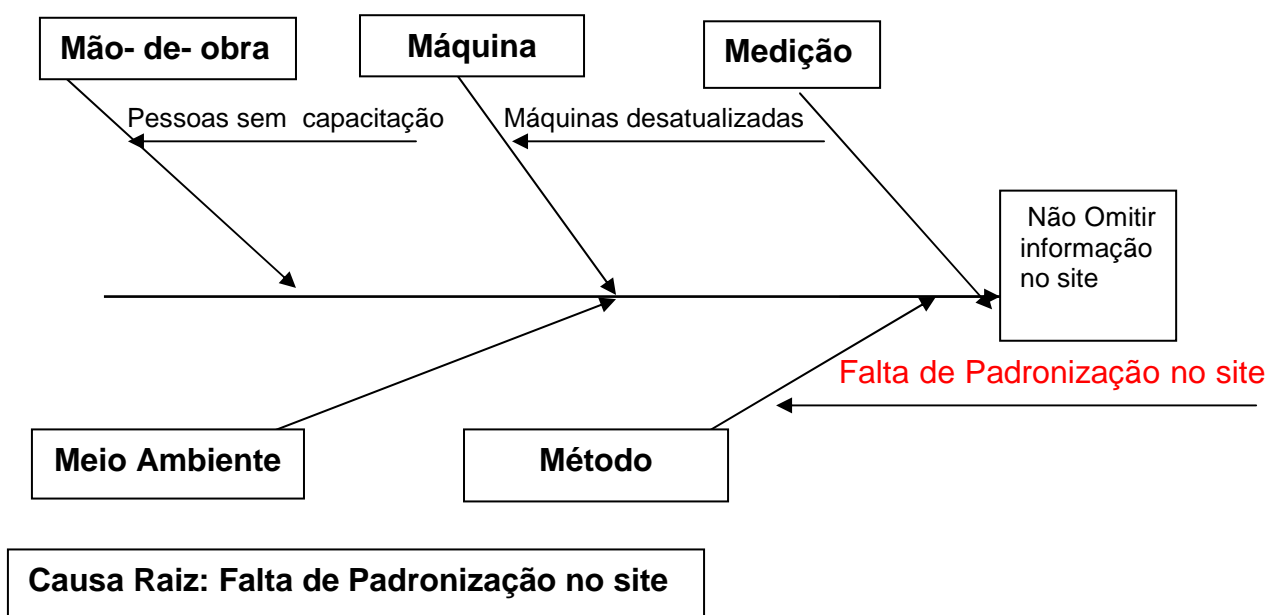 Mão- de- obra
Máquina
Medição
Pessoas sem capacitação
Máquinas desatualizadas
Não Omitir
informação
no site
Falta de Padronização no site
Meio Ambiente
Método
Causa Raiz: Falta de Padronização no site